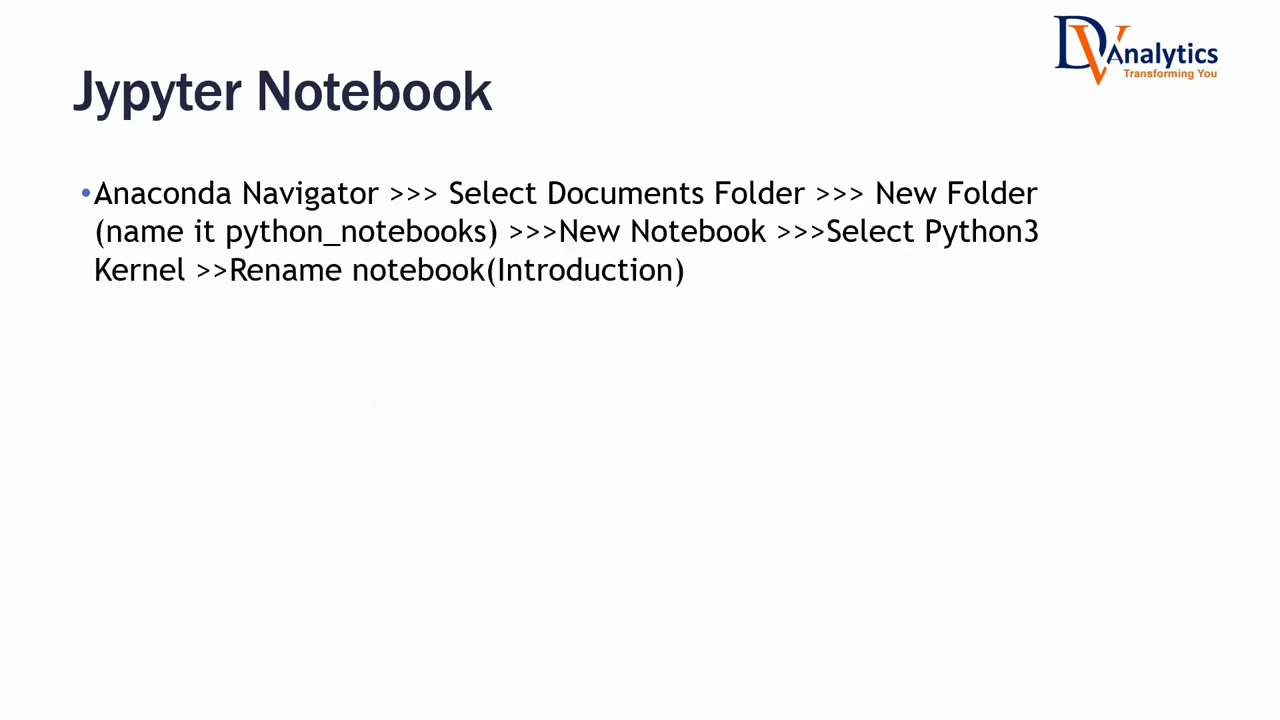 DV Analytics
Transforming You
Jypyter Notebook
•Anaconda Navigator >>> Select Documents Folder >>> New Folder
(name it python_notebooks) >>>New Notebook >>>Select Python3
Kernel >>Rename notebook(Introduction)